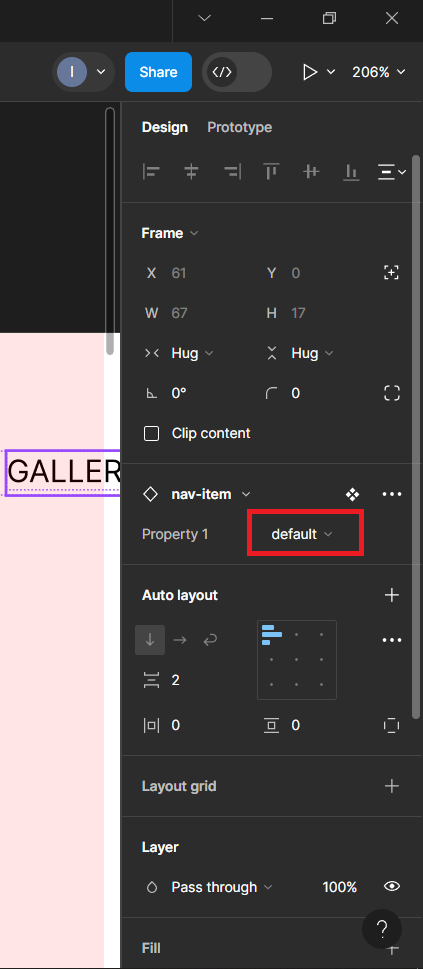 I Share </> 206%
Design Prototype
Frame
X 61 Y 0
W 67 H 17
Hug Hug
0° 0
Clip content
GALLER
nav-item
Property 1 default
Auto layout
2
0 0
Layout grid
Layer
Pass through 100%
?
Fill